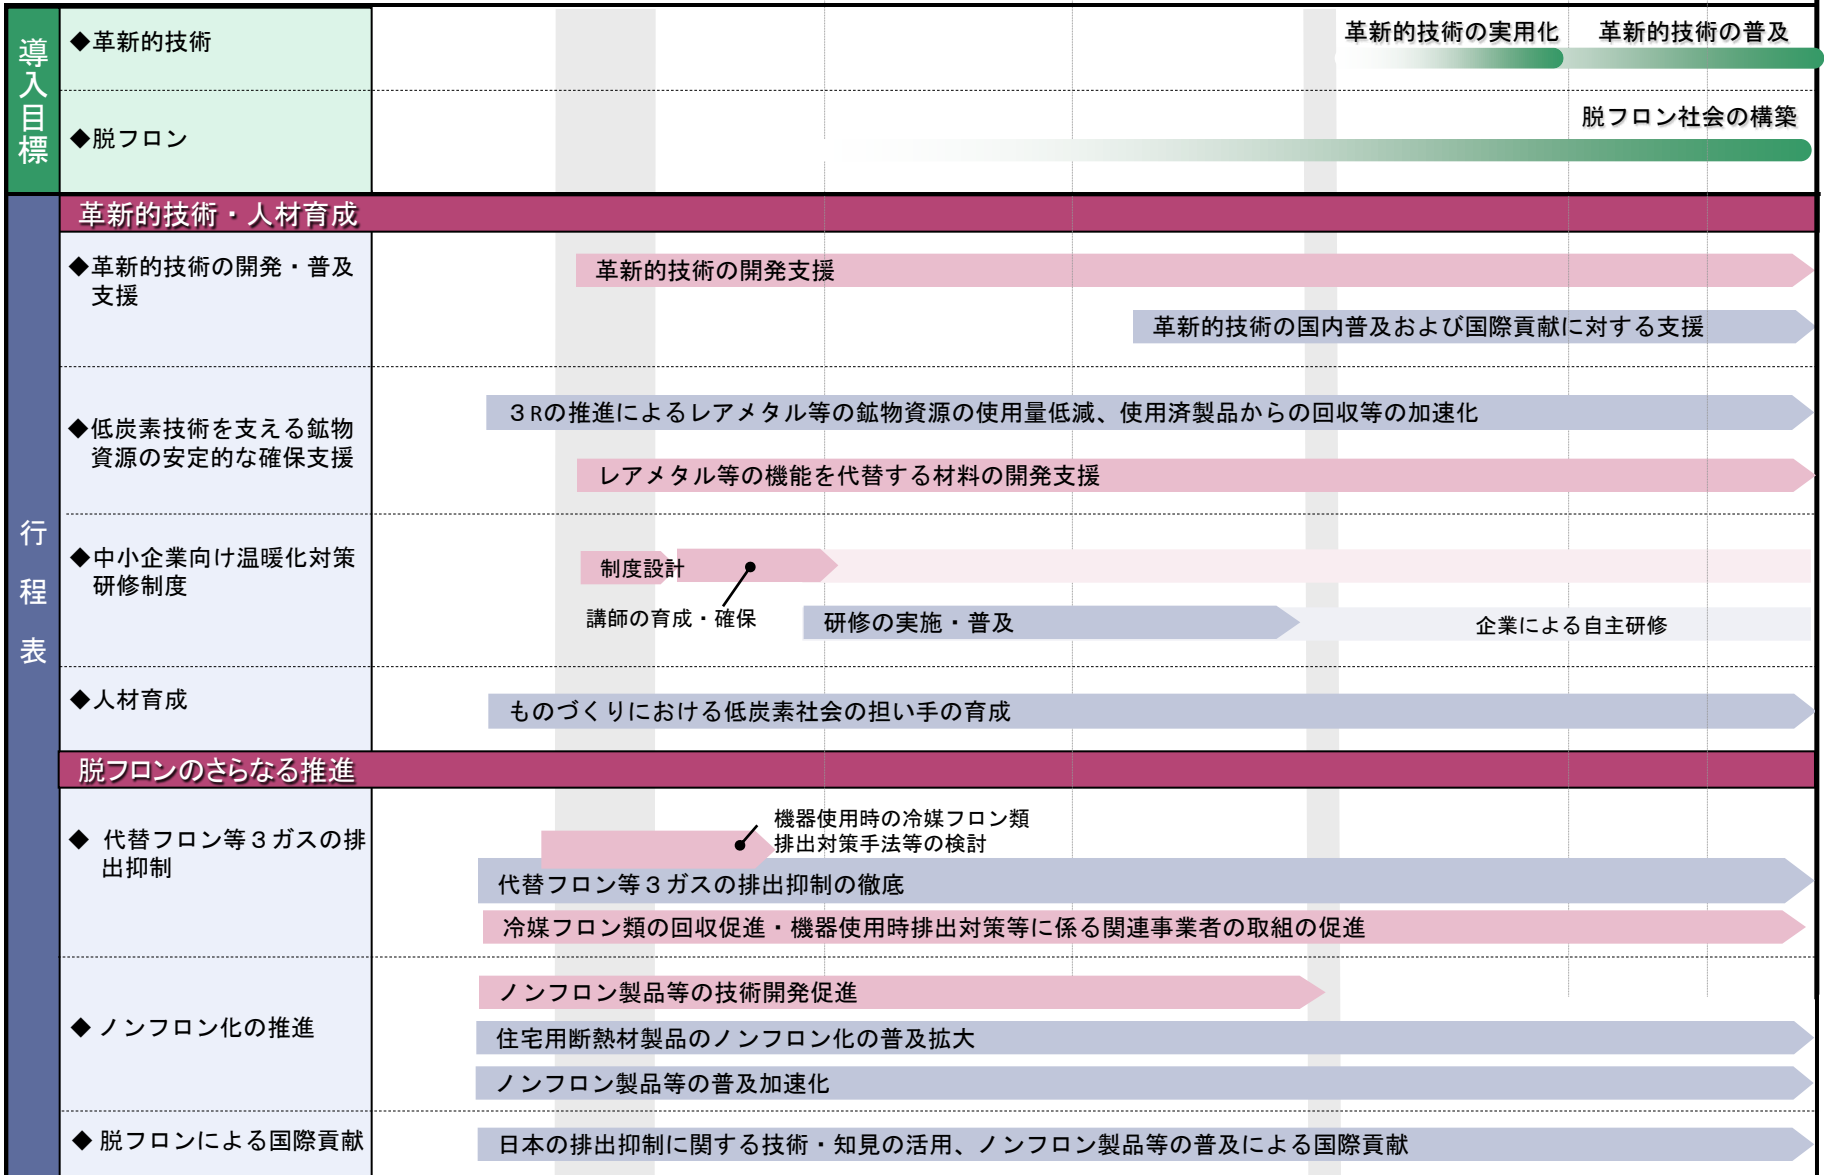 導入目標
◆革新的技術
革新的技術の実用化
革新的技術の普及
◆脱フロン
脱フロン社会の構築
行程表
革新的技術・人材育成
◆革新的技術の開発・普及
支援
革新的技術の開発支援
革新的技術の国内普及および国際貢献に対する支援
◆低炭素技術を支える鉱物
資源の安定的な確保支援
３Rの推進によるレアメタル等の鉱物資源の使用量低減、使用済製品からの回収等の加速化
レアメタル等の機能を代替する材料の開発支援
◆中小企業向け温暖化対策
研修制度
制度設計
講師の育成・確保
研修の実施・普及
企業による自主研修
◆人材育成
ものづくりにおける低炭素社会の担い手の育成
脱フロンのさらなる推進
◆ 代替フロン等３ガスの排
出抑制
機器使用時の冷媒フロン類
排出対策手法等の検討
代替フロン等３ガスの排出抑制の徹底
冷媒フロン類の回収促進・機器使用時排出対策等に係る関連事業者の取組の促進
◆ ノンフロン化の推進
ノンフロン製品等の技術開発促進
住宅用断熱材製品のノンフロン化の普及拡大
ノンフロン製品等の普及加速化
◆ 脱フロンによる国際貢献
日本の排出抑制に関する技術・知見の活用、ノンフロン製品等の普及による国際貢献